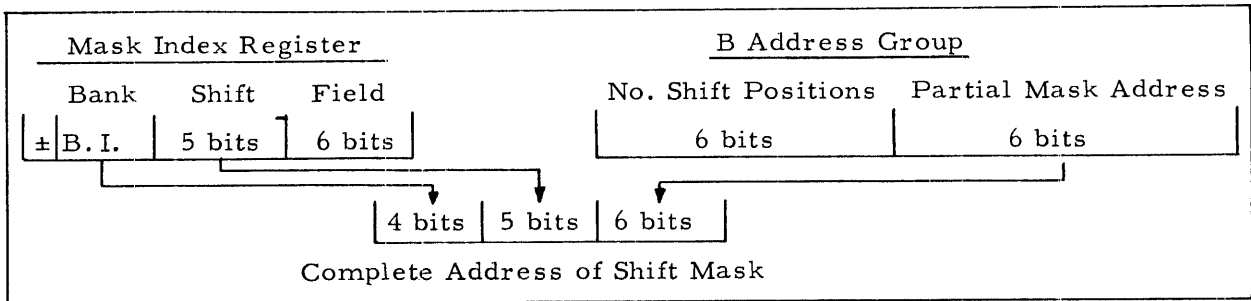 Mask Index Register B Address Group
Bank Shift Field No. Shift Positions Partial Mask Address
± B.I. 5 bits 6 bits 6 bits 6 bits
4 bits 5 bits 6 bits
Complete Address of Shift Mask